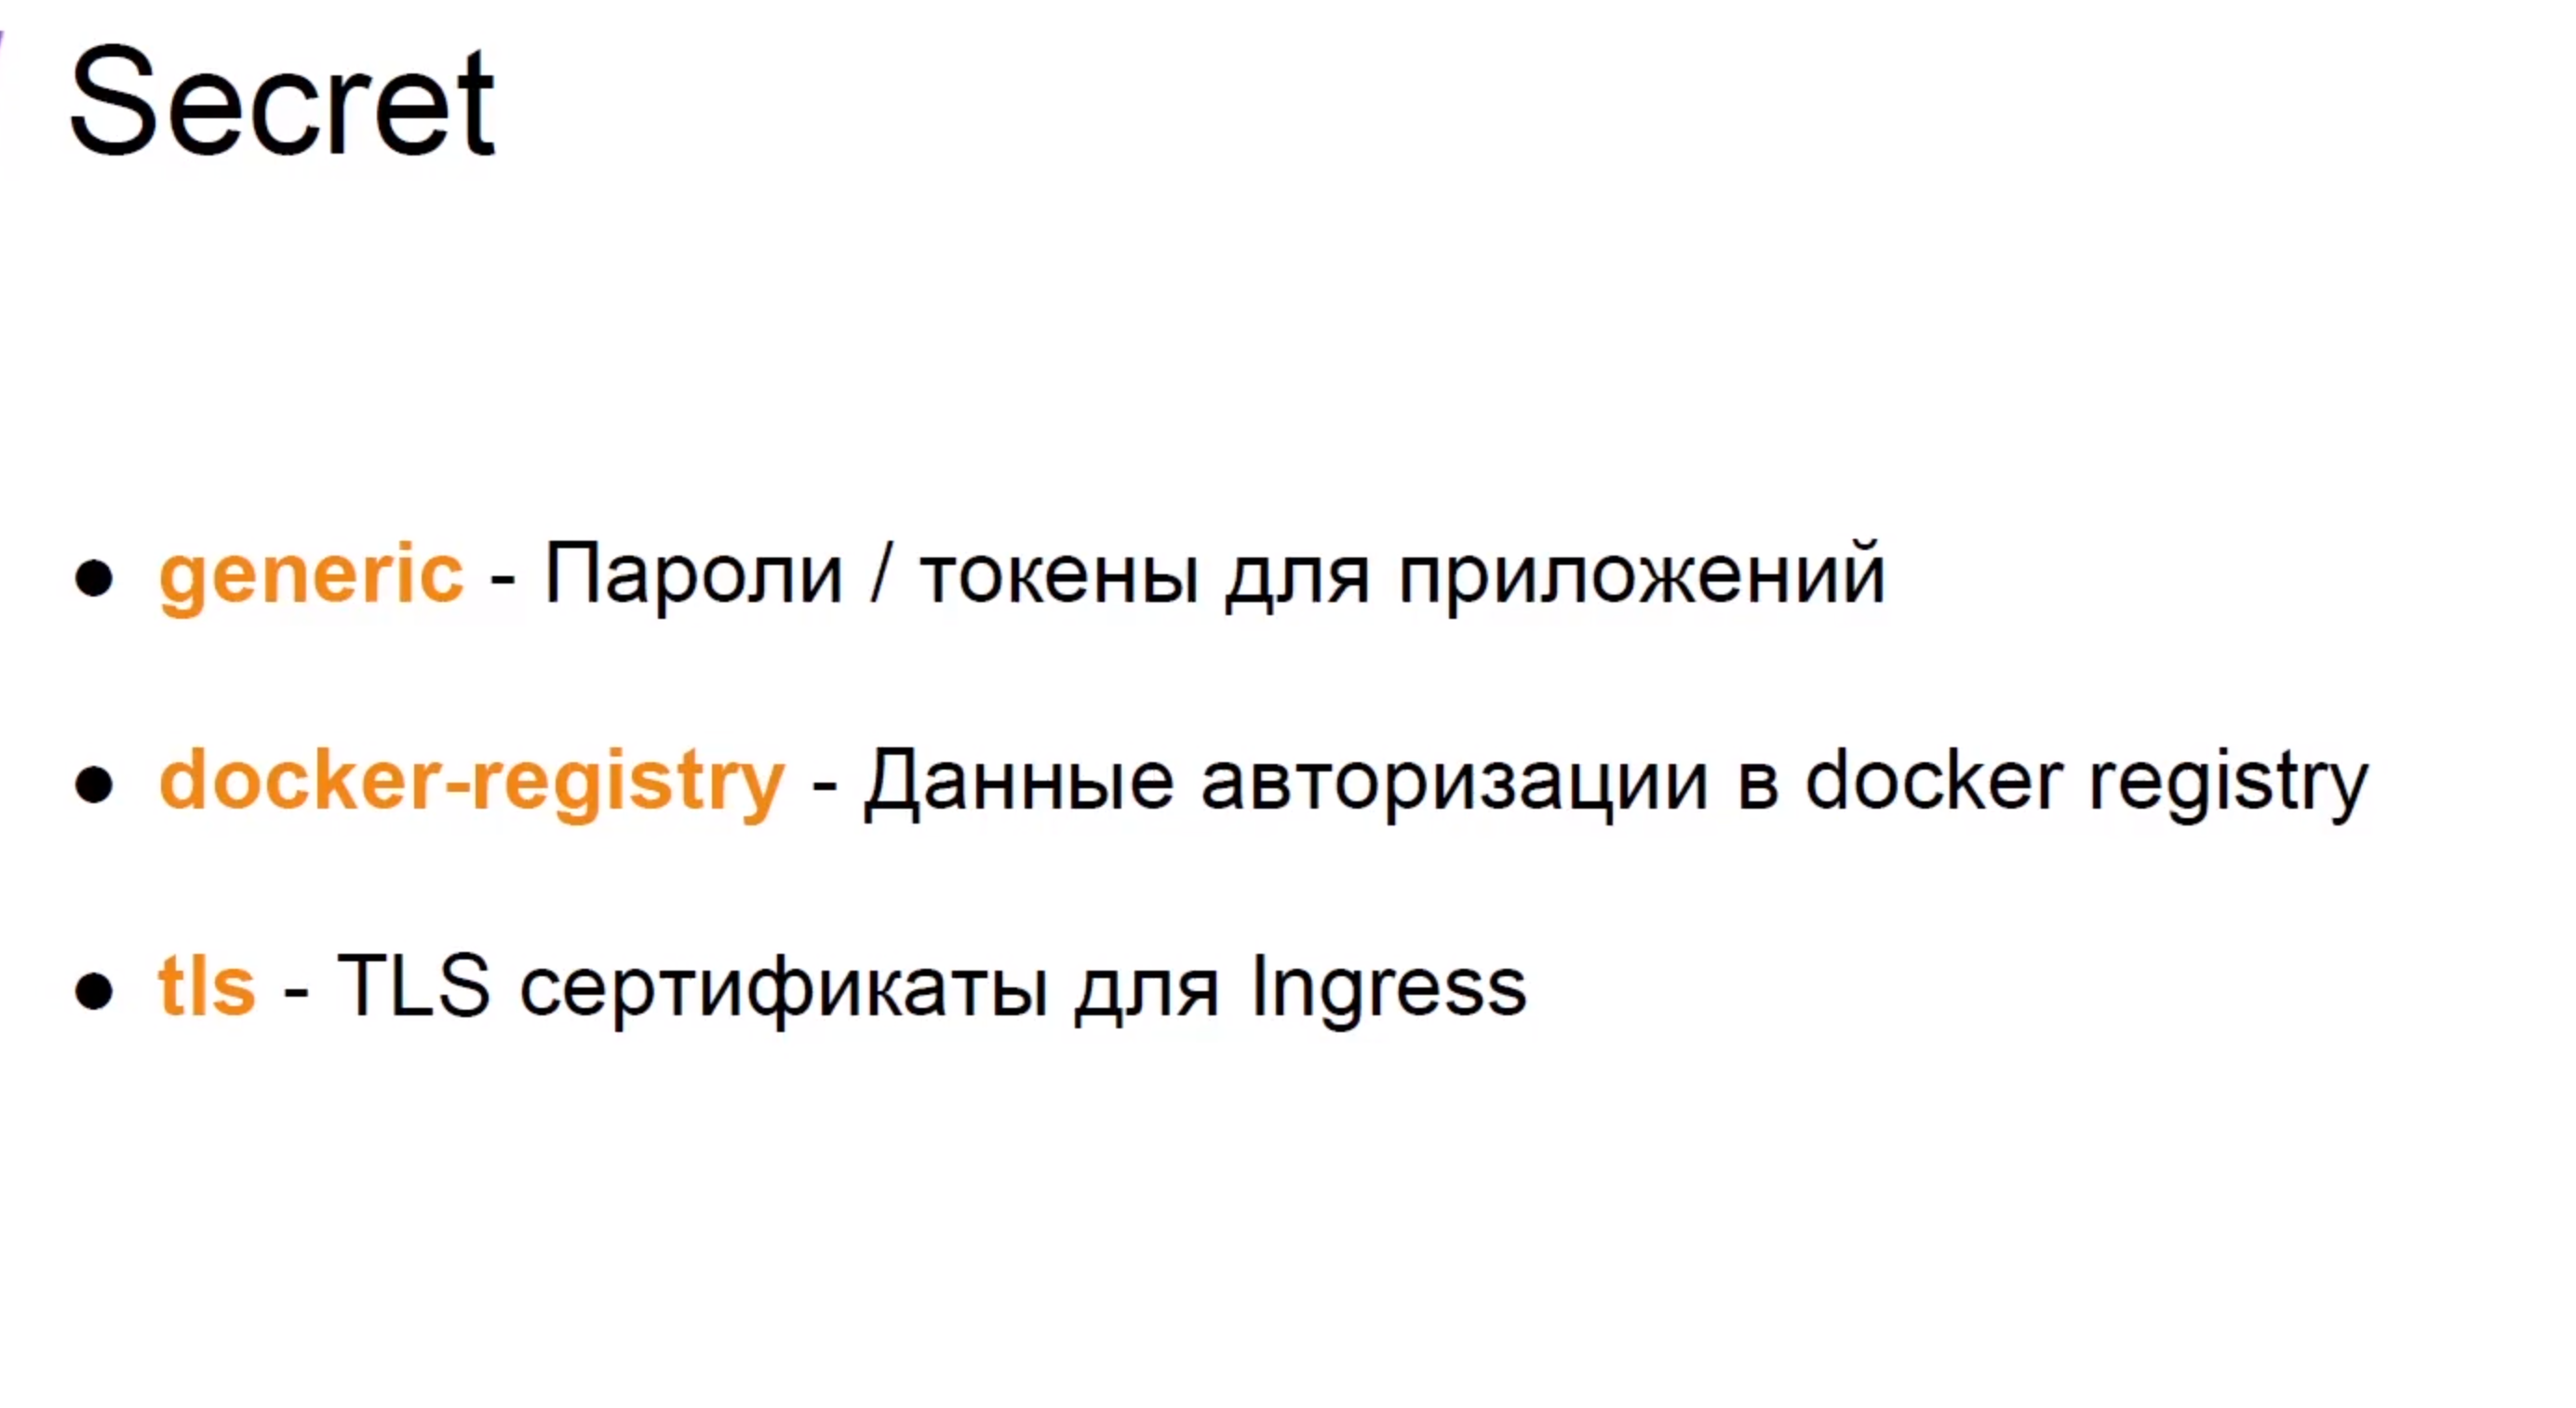 Secret
● generic - Пароли / токены для приложений
● docker-registry - Данные авторизации в docker registry
● tls - TLS сертификаты для Ingress